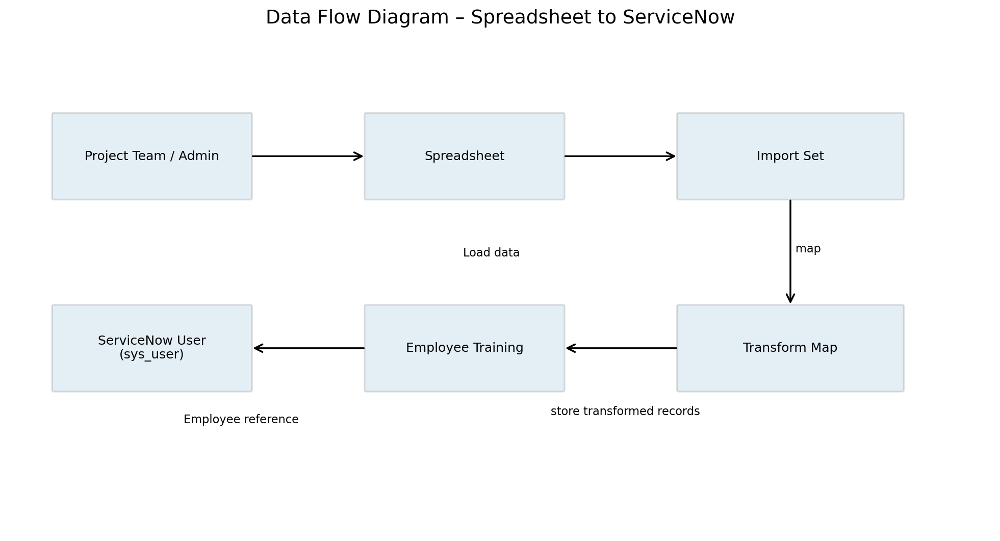 Data Flow Diagram – Spreadsheet to ServiceNow
Project Team / Admin
Spreadsheet
Import Set
Load data
map
ServiceNow User
(sys_user)
Employee Training
Transform Map
Employee reference
store transformed records